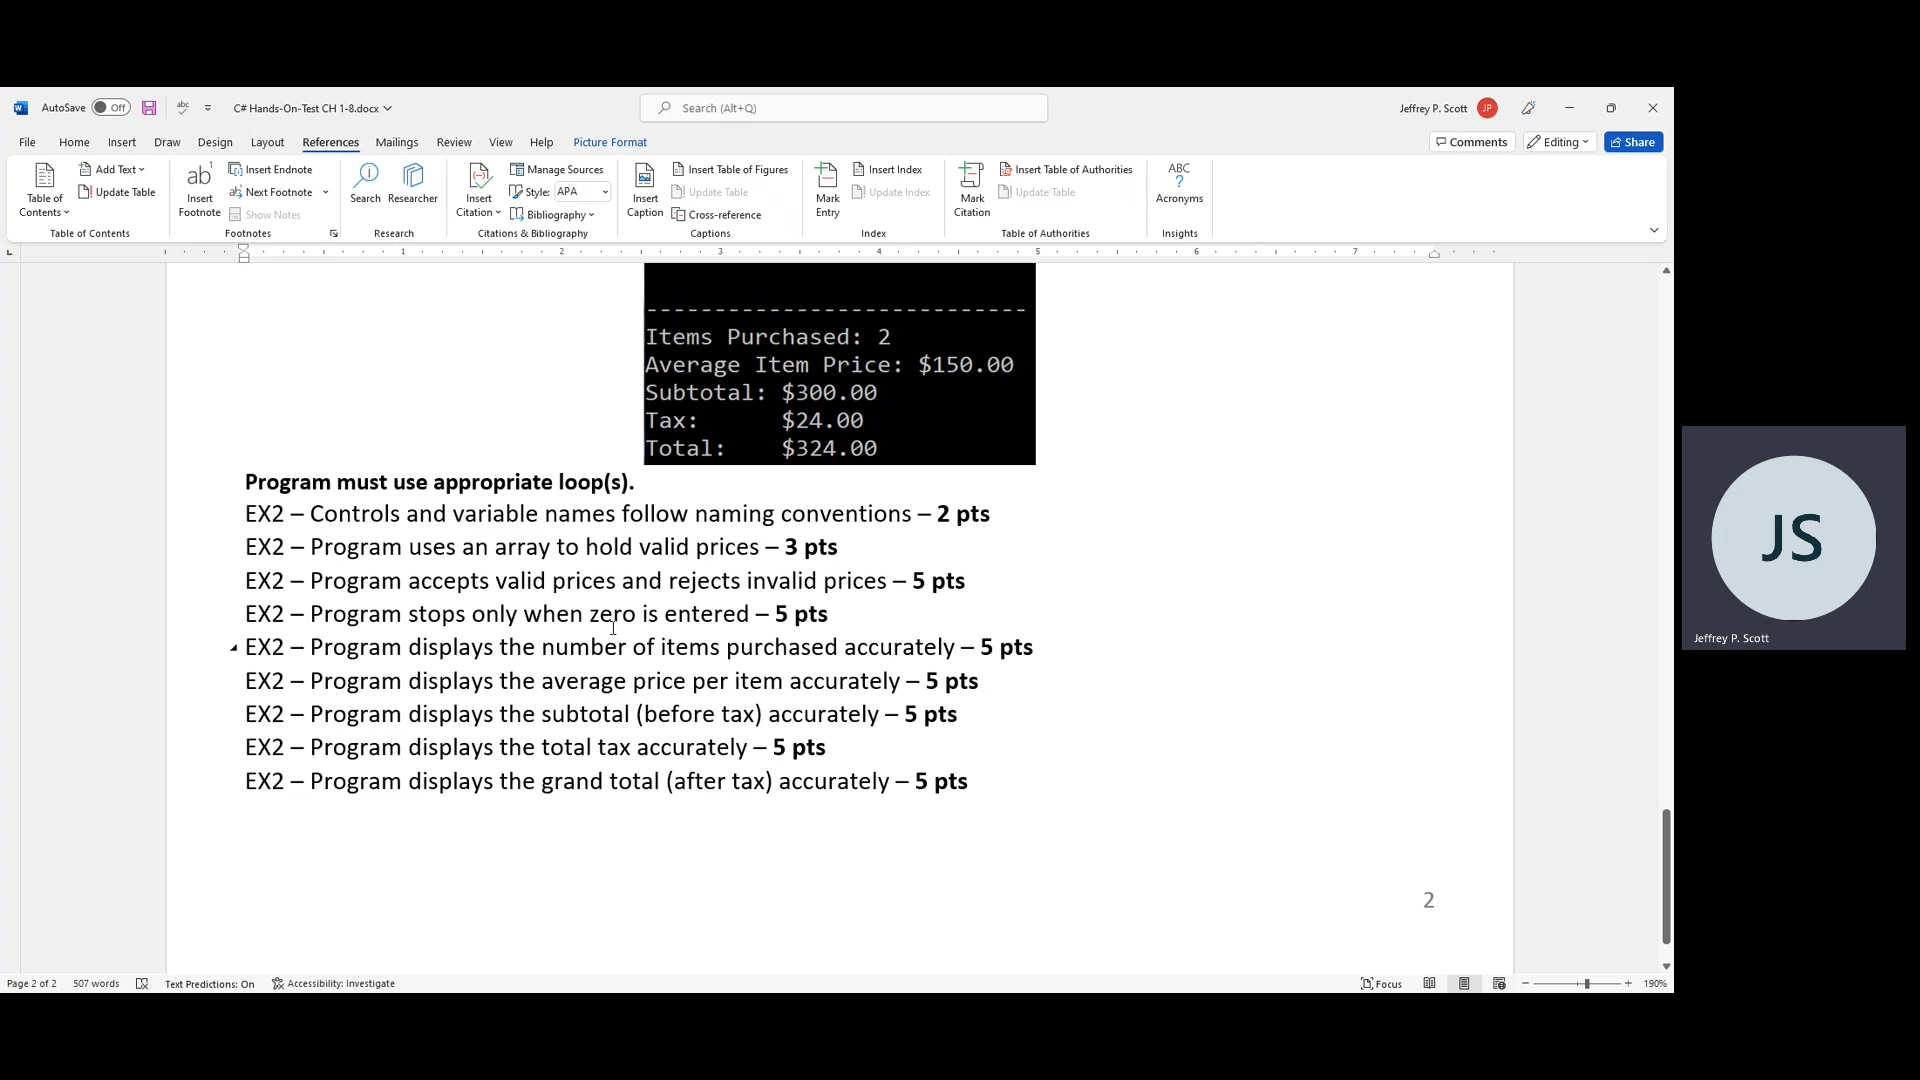 AutoSave Off abc C# Hands-On-Test CH 1-8.docx Search (Alt+Q) Jeffrey P. Scott JP
File Home Insert Draw Design Layout References Mailings Review View Help Picture Format Comments Editing Share
Table of Contents
Add Text
Update Table
Table of Contents
ab
Insert Footnote
Insert Endnote
Next Footnote
Show Notes
Footnotes
Search
Researcher
Research
Insert Citation
Manage Sources
Style: APA
Bibliography
Citations & Bibliography
Insert Caption
Insert Table of Figures
Update Table
Cross-reference
Captions
Mark Entry
Insert Index
Update Index
Index
Mark Citation
Insert Table of Authorities
Update Table
Table of Authorities
ABC
?
Acronyms
Insights
1 2 3 4 5 6 7
----------------------------
Items Purchased: 2
Average Item Price: $150.00
Subtotal: $300.00
Tax: $24.00
Total: $324.00
Program must use appropriate loop(s).
EX2 – Controls and variable names follow naming conventions – 2 pts
EX2 – Program uses an array to hold valid prices – 3 pts
EX2 – Program accepts valid prices and rejects invalid prices – 5 pts
EX2 – Program stops only when zero is entered – 5 pts
EX2 – Program displays the number of items purchased accurately – 5 pts
EX2 – Program displays the average price per item accurately – 5 pts
EX2 – Program displays the subtotal (before tax) accurately – 5 pts
EX2 – Program displays the total tax accurately – 5 pts
EX2 – Program displays the grand total (after tax) accurately – 5 pts
2
JS
Jeffrey P. Scott
Page 2 of 2 507 words Text Predictions: On Accessibility: Investigate Focus 190%